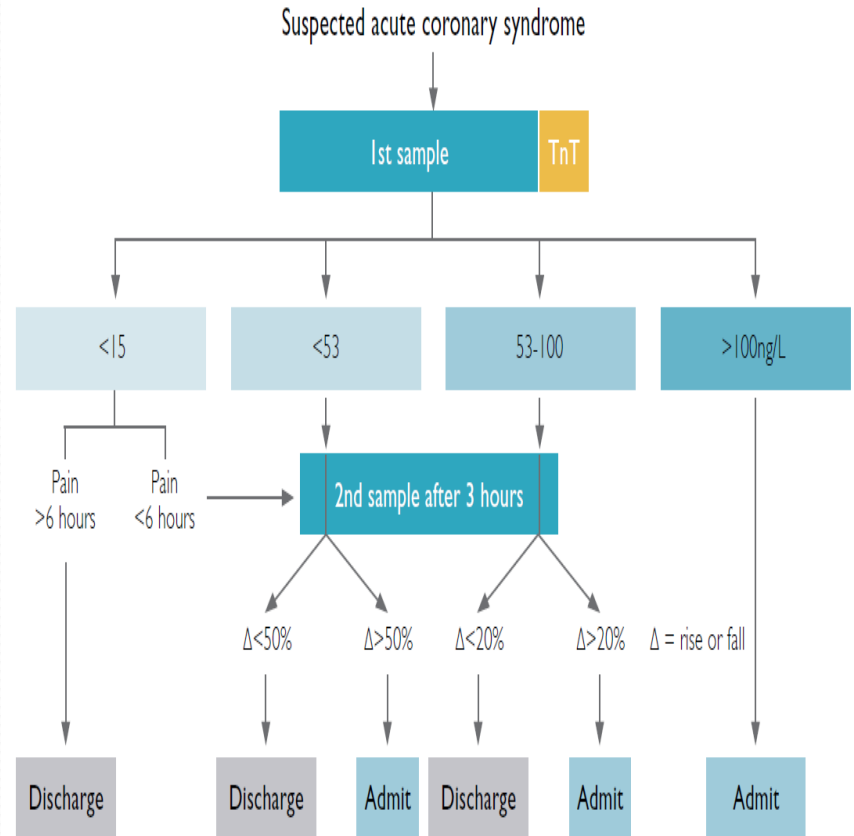 Suspected acute coronary syndrome
1st sample
TnT
<15
<53
53-100
>100ng/L
Pain
>6 hours
Pain
<6 hours
2nd sample after 3 hours
Δ<50%
Δ>50%
Δ<20%
Δ>20%
Δ = rise or fall
Discharge
Discharge
Admit
Discharge
Admit
Admit